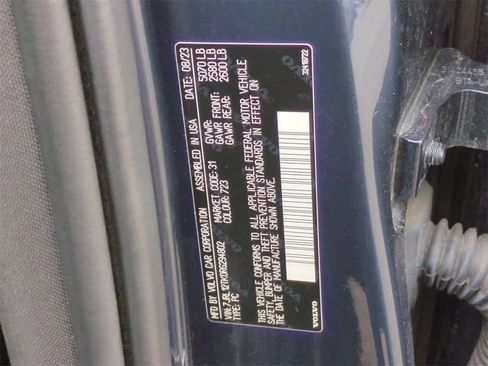 MFD BY VOLVO CAR CORPORATION ASSEMBLED IN USA DATE: 08/23
GVWR: 5070 LB
MARKET CODE: 31 GAWR FRONT: 2580 LB
TYPE: PC COLOUR: 723 GAWR REAR: 2600 LB
THIS VEHICLE CONFORMS TO ALL APPLICABLE FEDERAL MOTOR VEHICLE
SAFETY, BUMPER AND THEFT PREVENTION STANDARDS IN EFFECT ON
THE DATE OF MANUFACTURE SHOWN ABOVE.
VOLVO